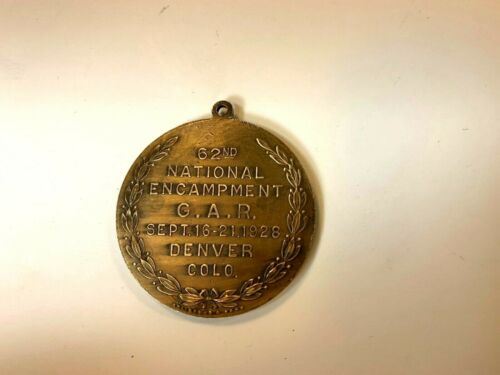 62ND
NATIONAL
ENCAMPMENT
G.A.R.
SEPT.16-21,1928
DENVER
COLO.